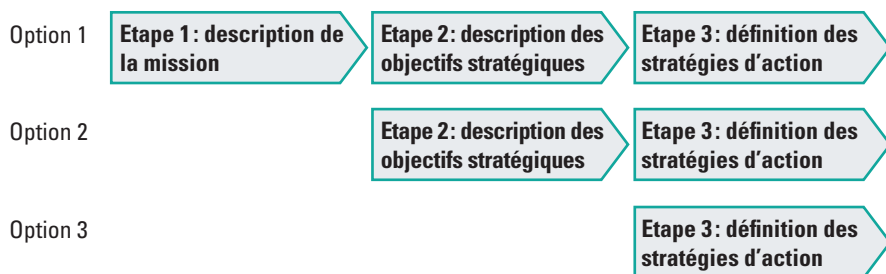 Option 1
Etape 1: description de
la mission
Etape 2: description des
objectifs stratégiques
Etape 3: définition des
stratégies d'action
Option 2
Etape 2: description des
objectifs stratégiques
Etape 3: définition des
stratégies d'action
Option 3
Etape 3: définition des
stratégies d'action